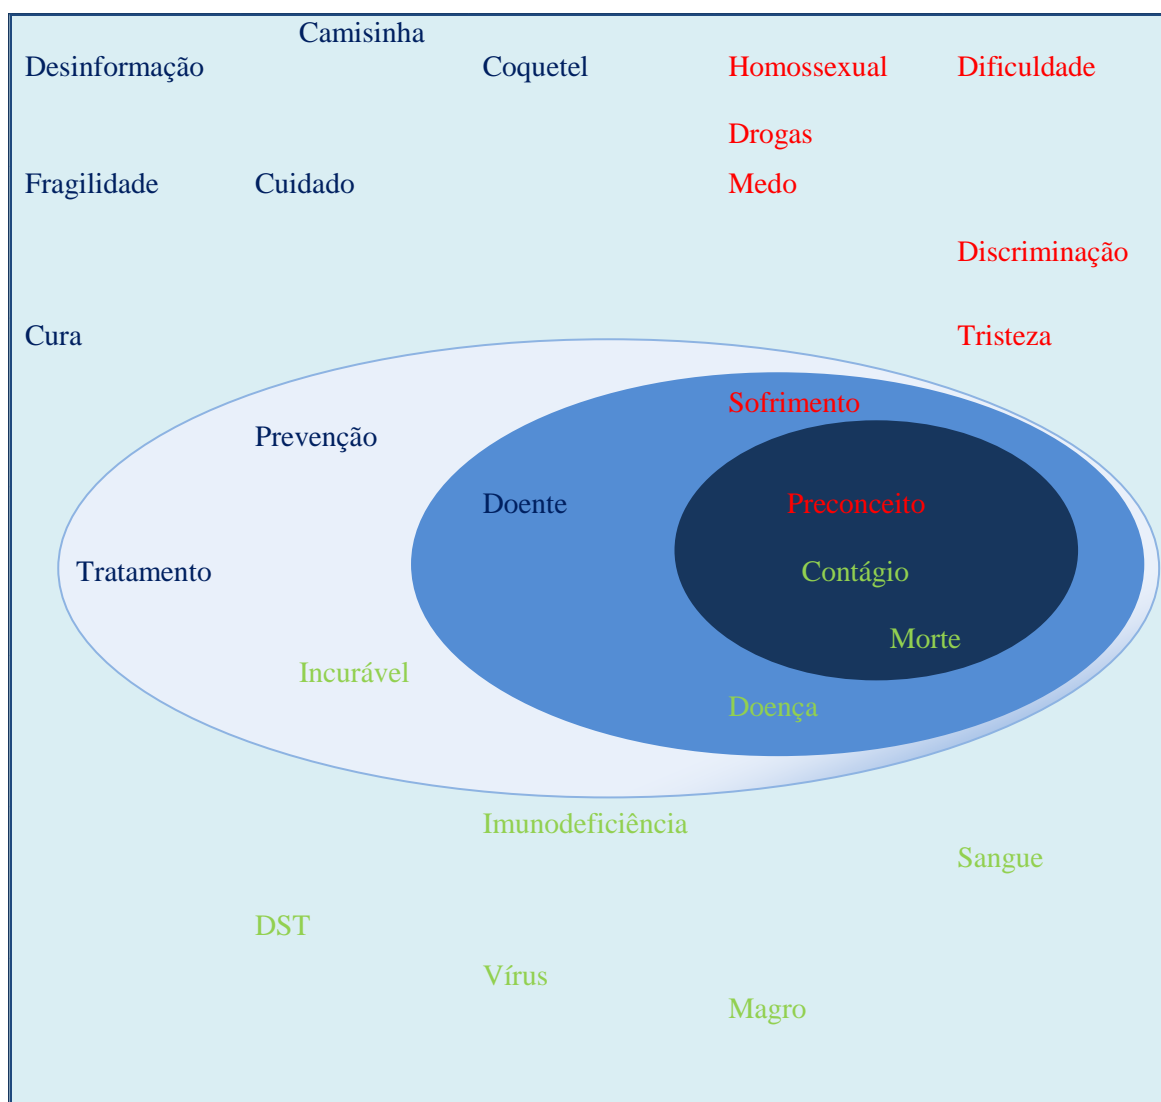 Camisinha
Desinformação Coquetel Homossexual Dificuldade
Drogas
Fragilidade Cuidado Medo
Discriminação
Cura Tristeza
Sofrimento
Prevenção
Doente Preconceito
Tratamento Contágio
Morte
Incurável
Doença
Imunodeficiência
Sangue
DST
Vírus
Magro